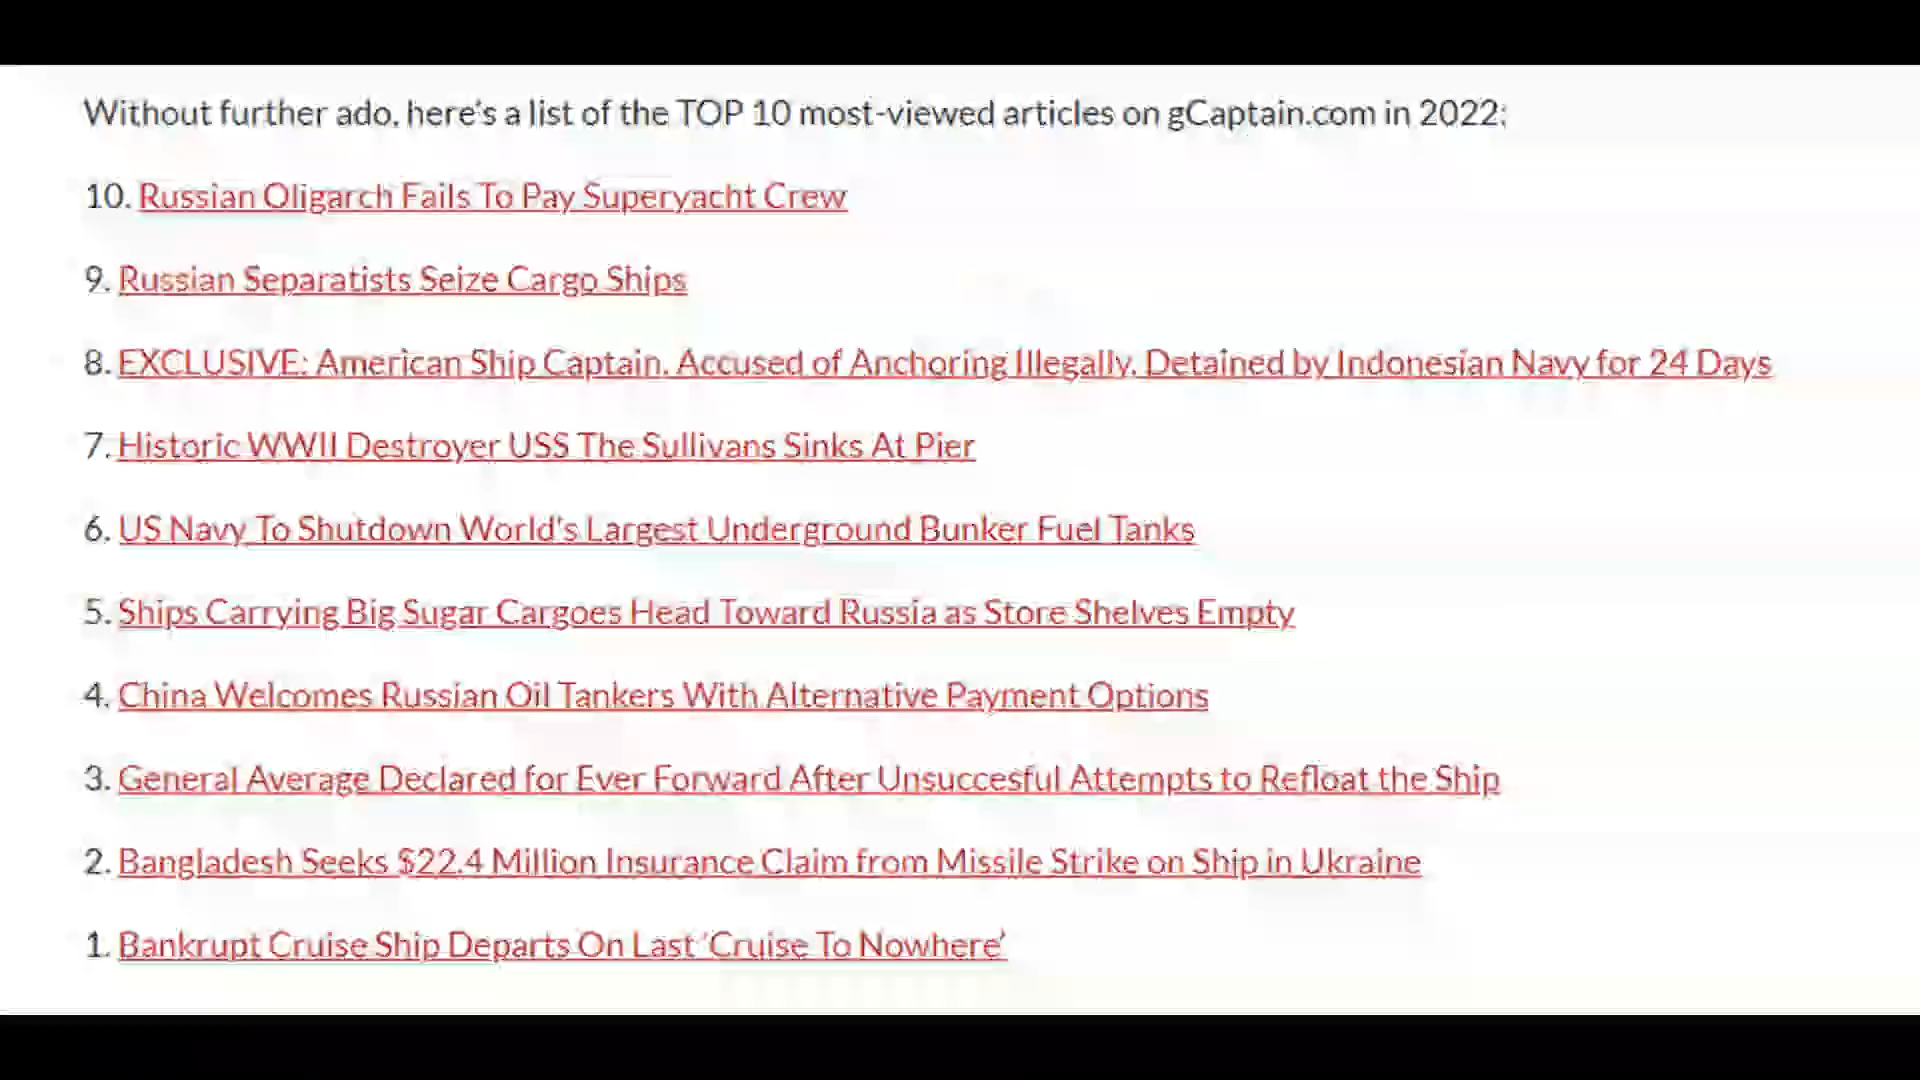 Without further ado, here's a list of the TOP 10 most-viewed articles on gCaptain.com in 2022:
10. Russian Oligarch Fails To Pay Superyacht Crew
9. Russian Separatists Seize Cargo Ships
8. EXCLUSIVE: American Ship Captain, Accused of Anchoring Illegally, Detained by Indonesian Navy for 24 Days
7. Historic WWII Destroyer USS The Sullivans Sinks At Pier
6. US Navy To Shutdown World's Largest Underground Bunker Fuel Tanks
5. Ships Carrying Big Sugar Cargoes Head Toward Russia as Store Shelves Empty
4. China Welcomes Russian Oil Tankers With Alternative Payment Options
3. General Average Declared for Ever Forward After Unsuccesful Attempts to Refloat the Ship
2. Bangladesh Seeks $22.4 Million Insurance Claim from Missile Strike on Ship in Ukraine
1. Bankrupt Cruise Ship Departs On Last 'Cruise To Nowhere'